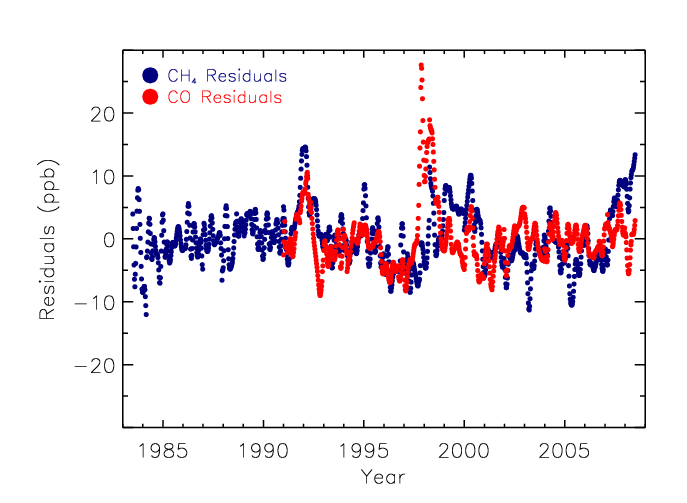 CH₄ Residuals
CO Residuals
20
10
0
−10
−20
Residuals (ppb)
1985 1990 1995 2000 2005
Year